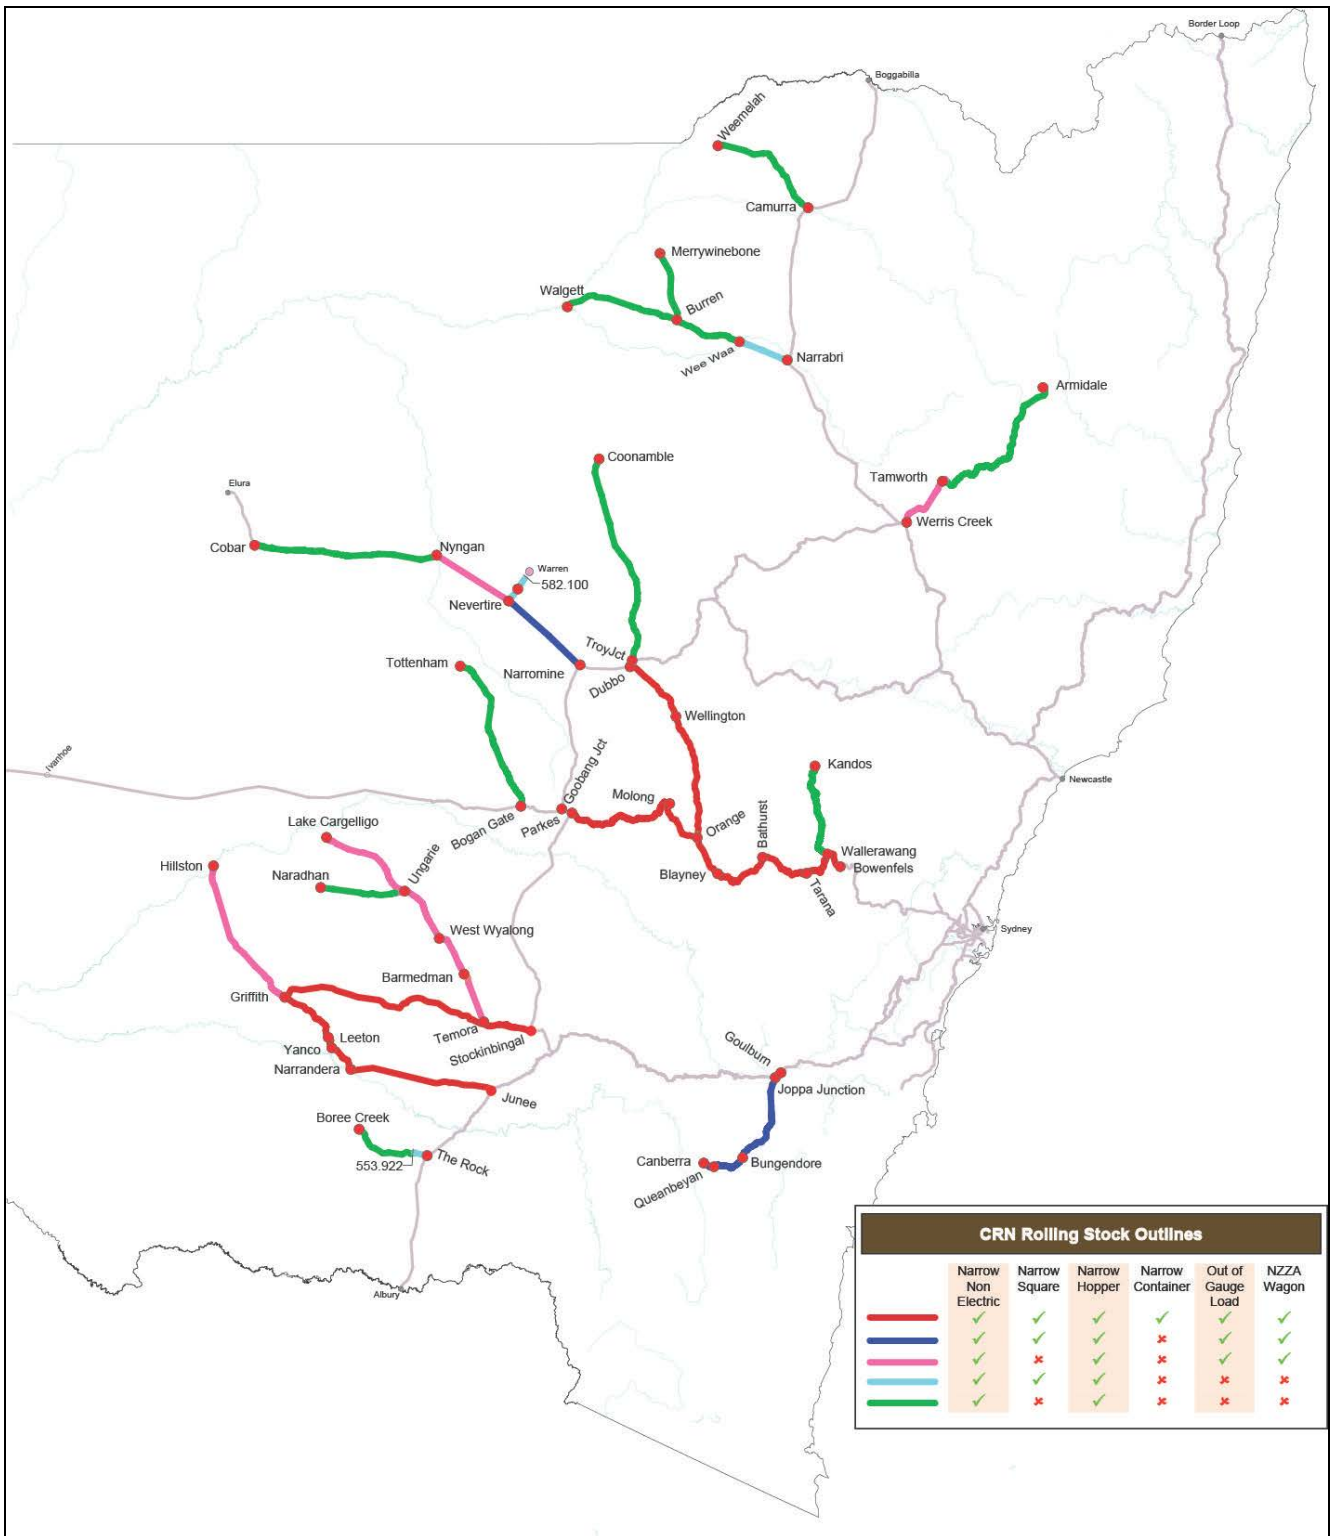 Border Loop
Boggabilla
Weemelah
Camurra
Merrywinebone
Walgett
Burren
Wee Waa
Narrabri
Armidale
Coonamble
Tamworth
Elura
Werris Creek
Cobar
Nyngan
Warren
582.100
Nevertire
TroyJct
Tottenham
Narromine
Dubbo
Wellington
Ivanhoe
Goobang Jct
Kandos
Newcastle
Molong
Lake Cargelligo
Bogan Gate
Parkes
Orange
Bathurst
Hillston
Ungarie
Wallerawang
Naradhan
Blayney
Bowenfels
Tarana
West Wyalong
Sydney
Barmedman
Griffith
Temora
Leeton
Stockinbingal
Yanco
Goulburn
Narrandera
Joppa Junction
Junee
Boree Creek
The Rock
Canberra
Bungendore
553.922
Queanbeyan
Albury
CRN Rolling Stock Outlines
Narrow Narrow Narrow Narrow Out of NZZA
Non Square Hopper Container Gauge Wagon
Electric Load